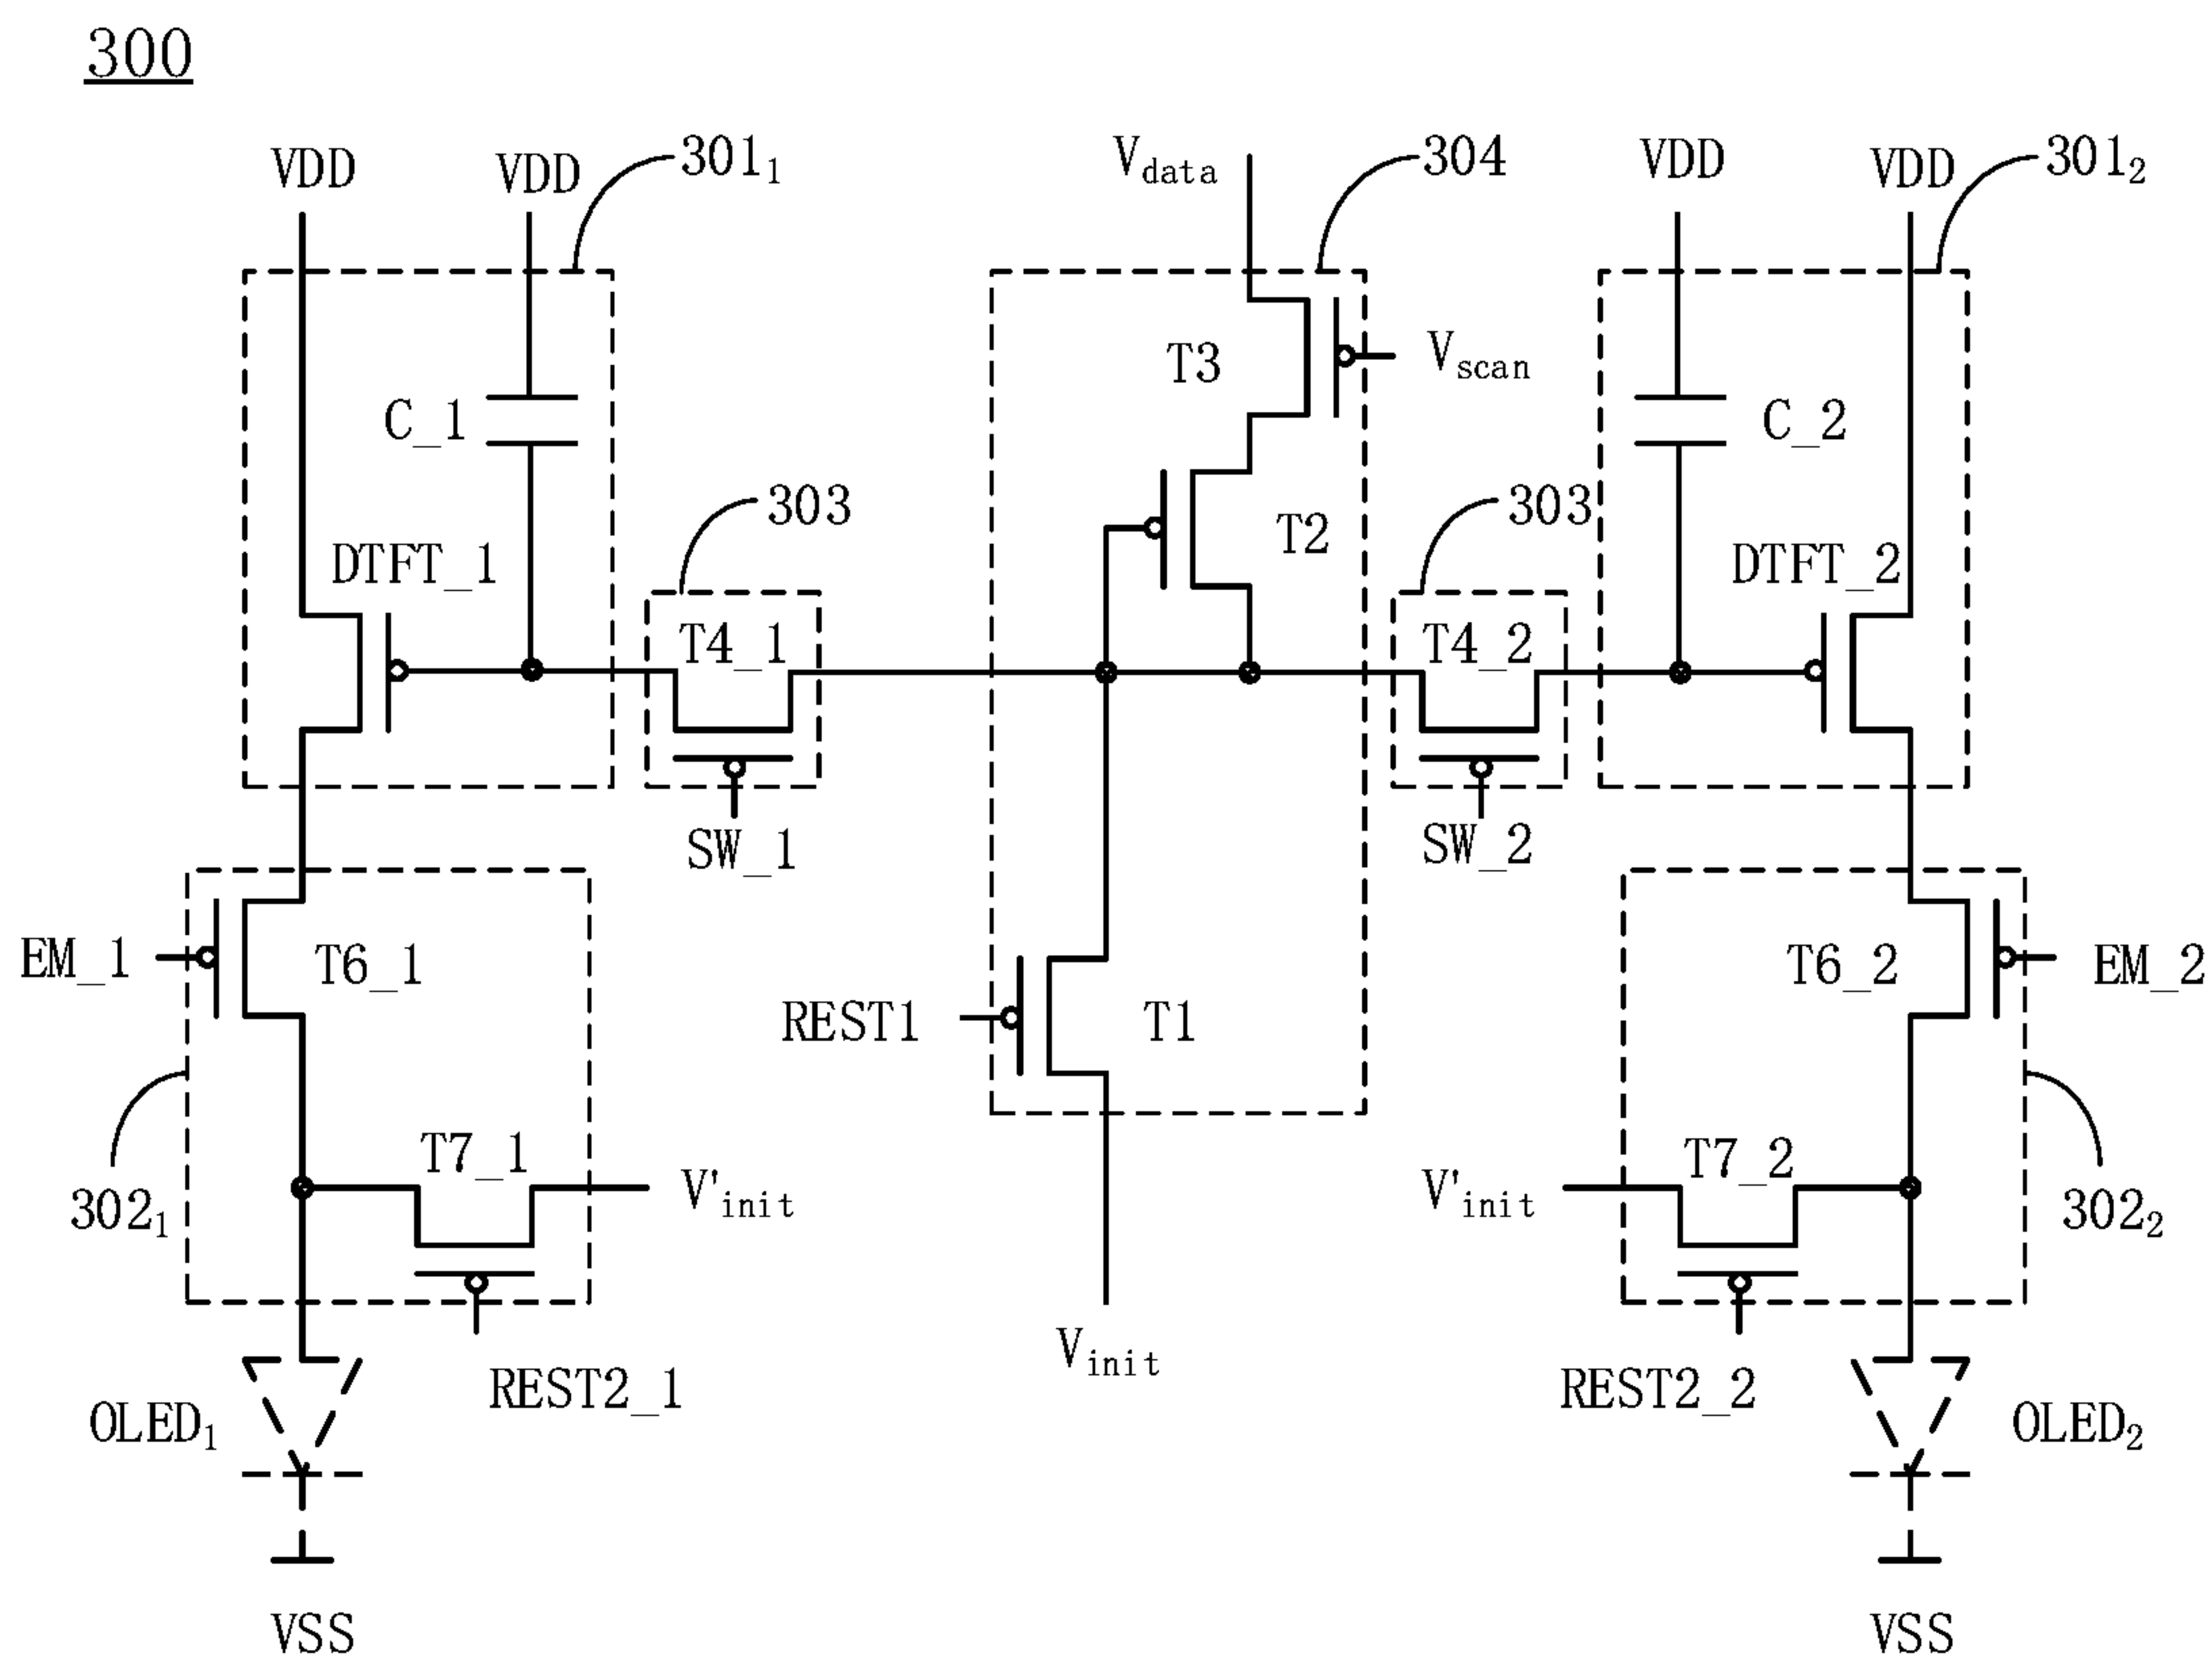 300
VDD VDD 301₁ V_data 304 VDD VDD 301₂
T3 V_scan
C_1 C_2
303 T2 303
DTFT_1 DTFT_2
T4_1 T4_2
SW_1 SW_2
EM_1 T6_1 REST1 T1 T6_2 EM_2
T7_1 T7_2
302₁ V'_init V'_init 302₂
V_init
REST2_1 REST2_2
OLED₁ OLED₂
VSS VSS